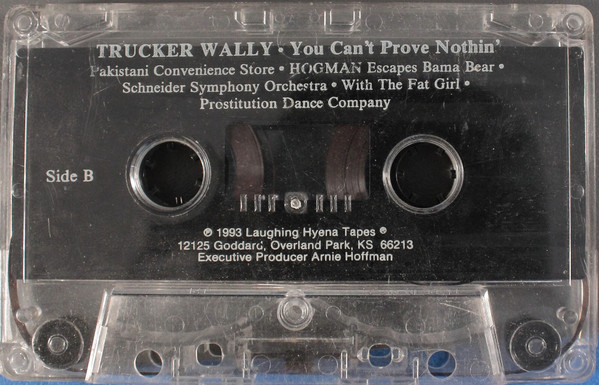 TRUCKER WALLY • You Can't Prove Nothin'
Pakistani Convenience Store • HOGMAN Escapes Bama Bear •
Schneider Symphony Orchestra • With The Fat Girl •
Prostitution Dance Company
Side B
℗ 1993 Laughing Hyena Tapes ®
12125 Goddard, Overland Park, KS 66213
Executive Producer Arnie Hoffman